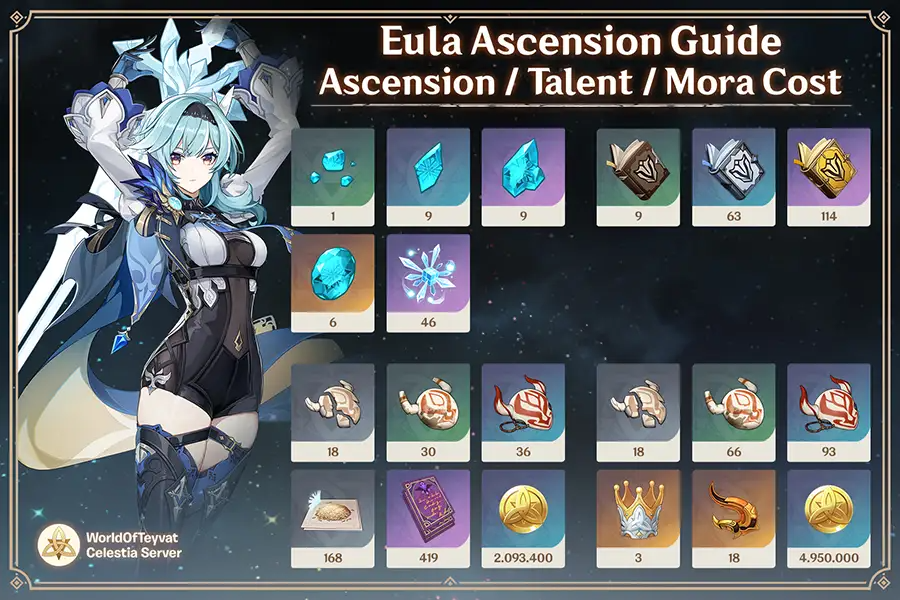 Eula Ascension Guide
Ascension / Talent / Mora Cost
1 9 9 9 63 114
6 46
18 30 36 18 66 93
168 419 2.093.400 3 18 4.950.000
WorldOfTeyvat
Celestia Server